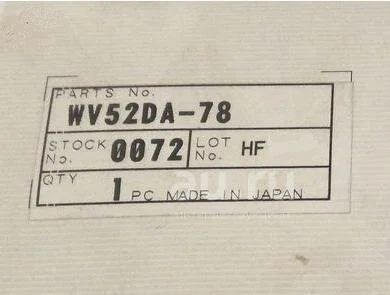 PARTS No.
WV52DA-78
STOCK No. 0072 LOT No. HF
QTY 1 PC MADE IN JAPAN